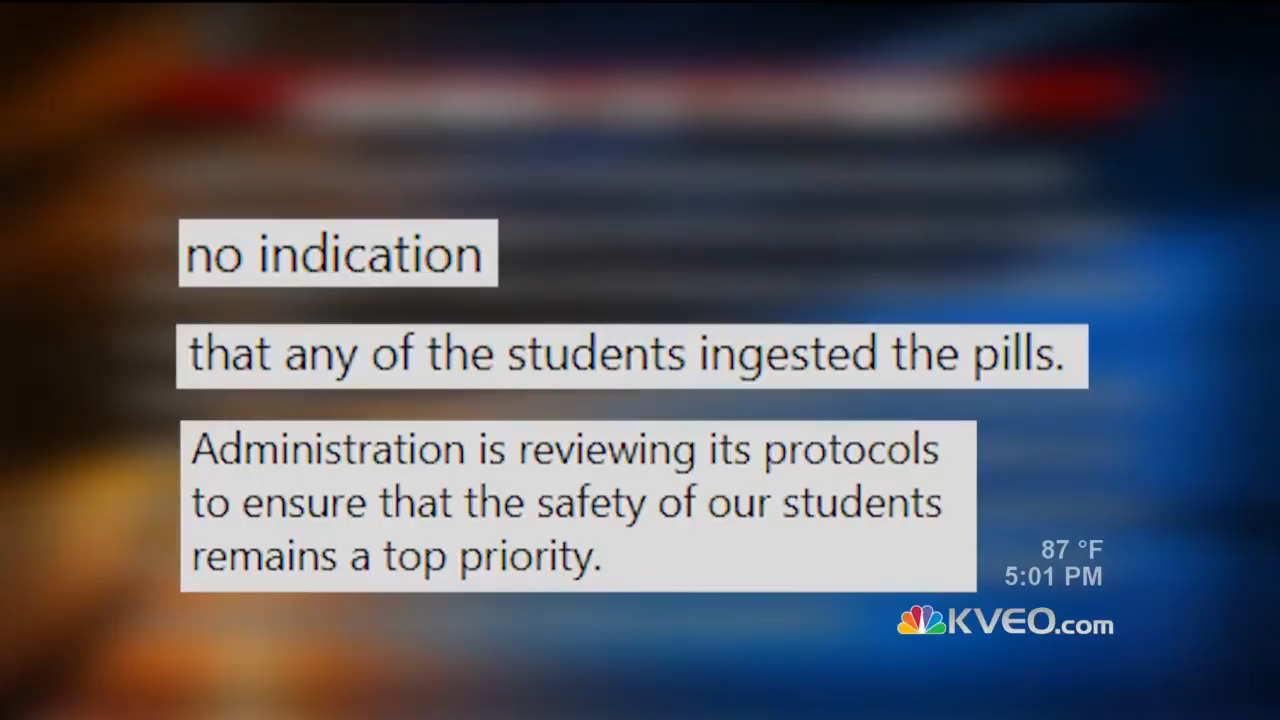 no indication
that any of the students ingested the pills.
Administration is reviewing its protocols
to ensure that the safety of our students
remains a top priority.
87 °F
5:01 PM
KVEO.com